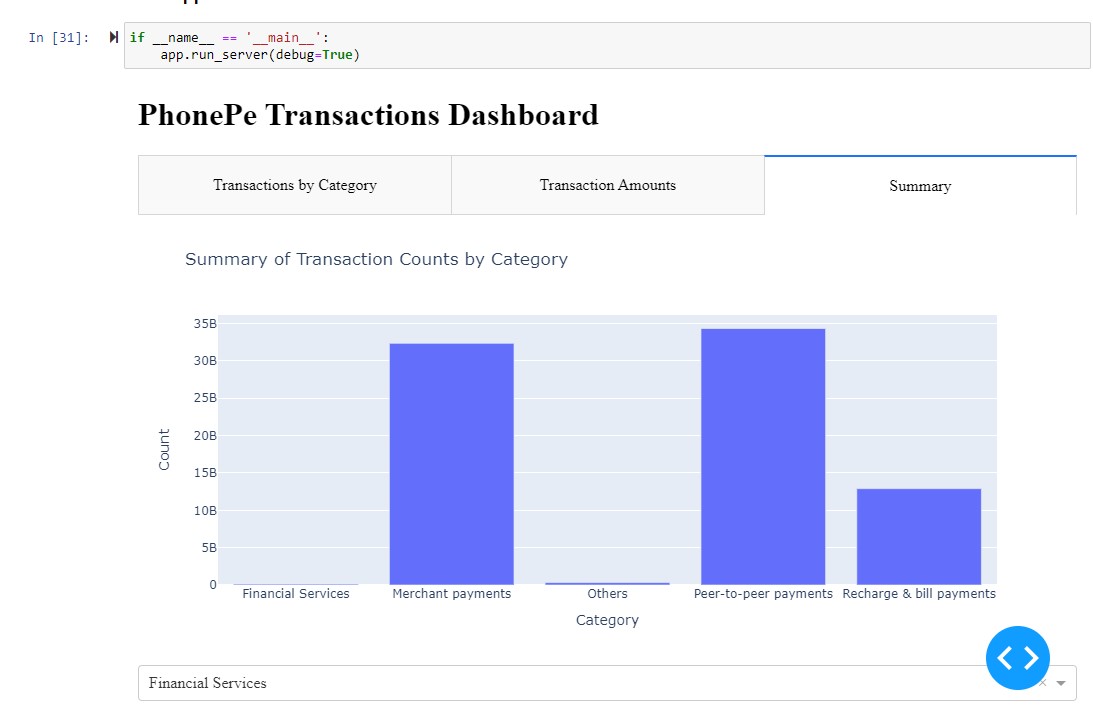 In [31]:
if __name__ == '__main__':
    app.run_server(debug=True)
PhonePe Transactions Dashboard
Transactions by Category
Transaction Amounts
Summary
Summary of Transaction Counts by Category
35B
30B
25B
20B
15B
10B
5B
0
Count
Financial Services
Merchant payments
Others
Peer-to-peer payments
Recharge & bill payments
Category
Financial Services